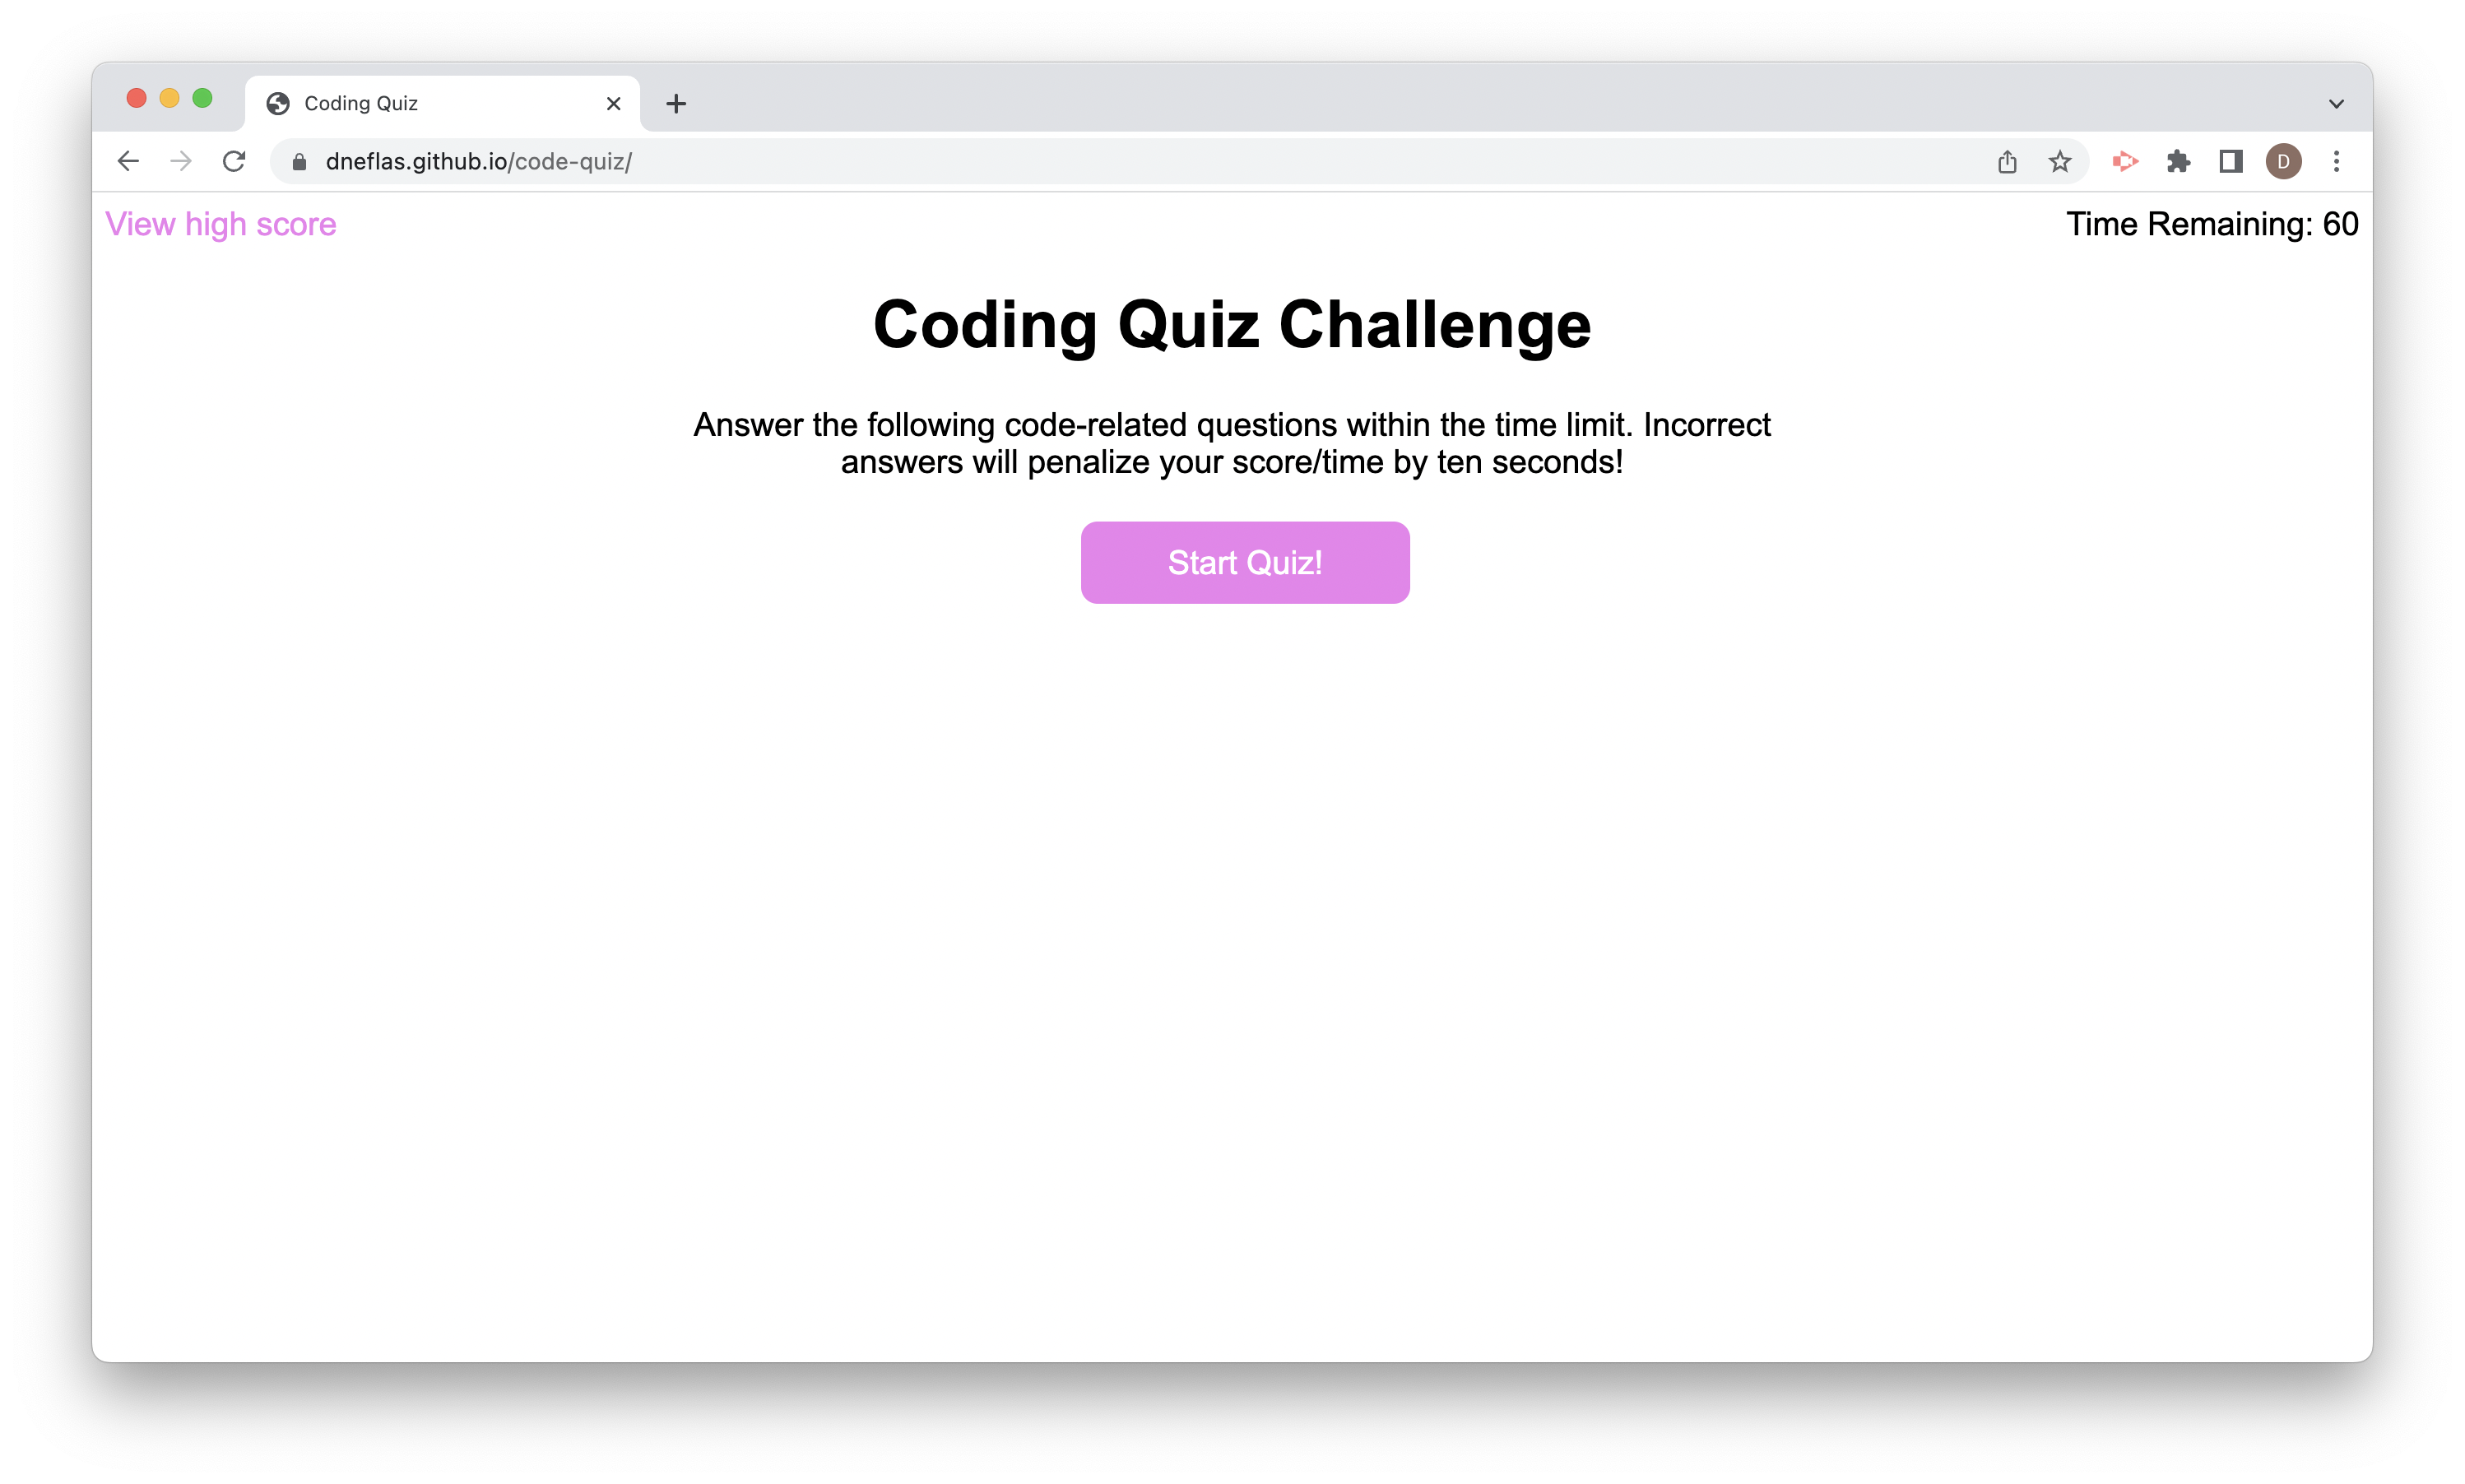 Coding Quiz
dneflas.github.io/code-quiz/
D
View high score
Time Remaining: 60
Coding Quiz Challenge
Answer the following code-related questions within the time limit. Incorrect
answers will penalize your score/time by ten seconds!
Start Quiz!